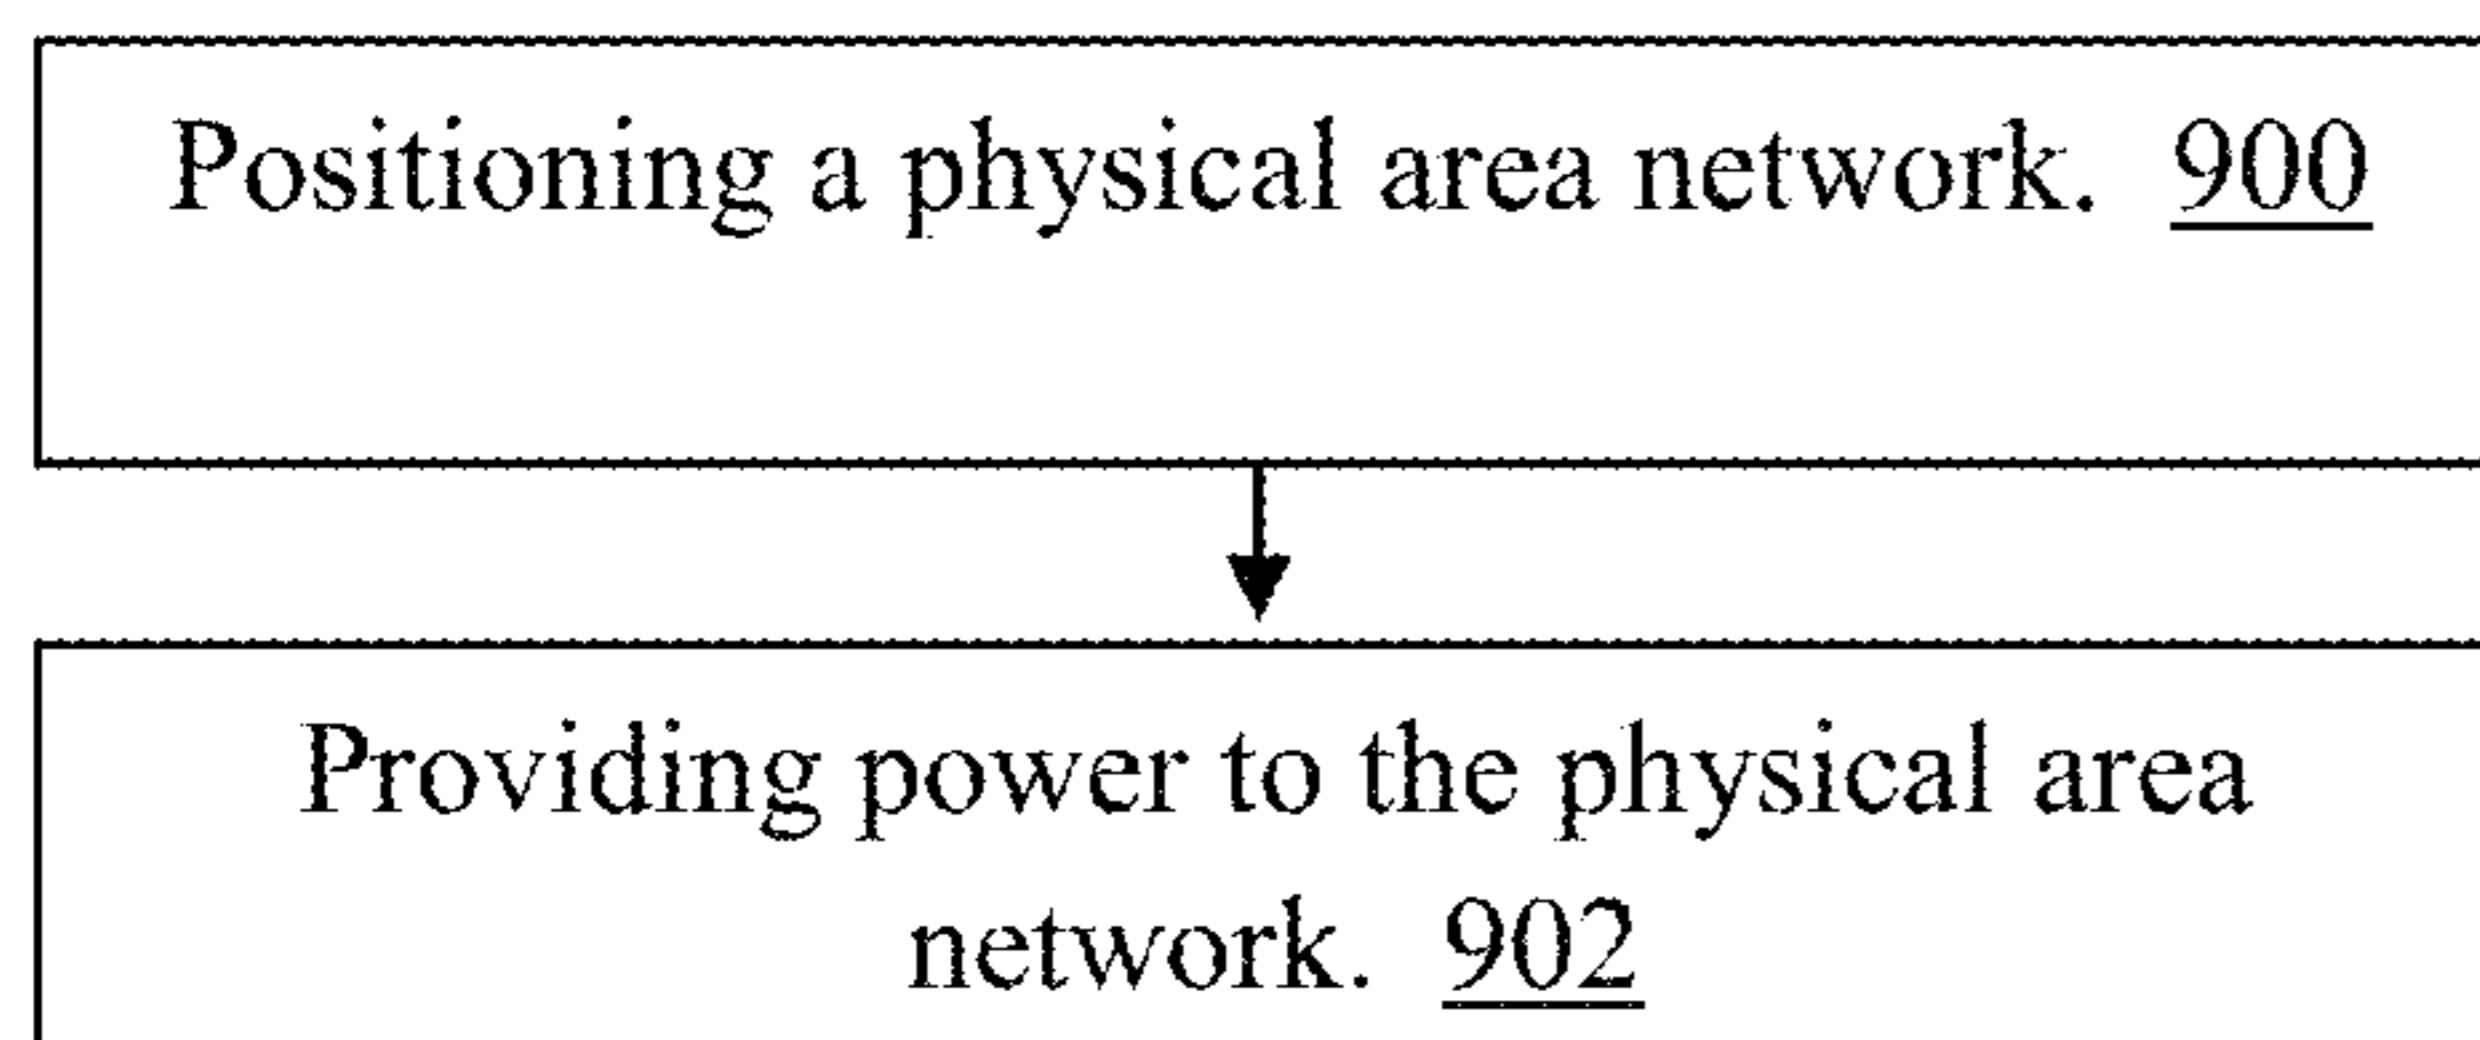 Positioning a physical area network. 900
Providing power to the physical area
network. 902